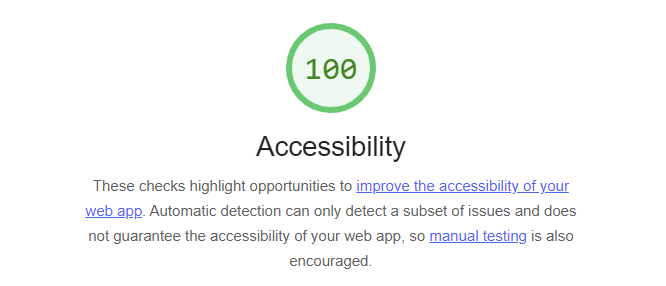 100
Accessibility
These checks highlight opportunities to improve the accessibility of your
web app. Automatic detection can only detect a subset of issues and does
not guarantee the accessibility of your web app, so manual testing is also
encouraged.